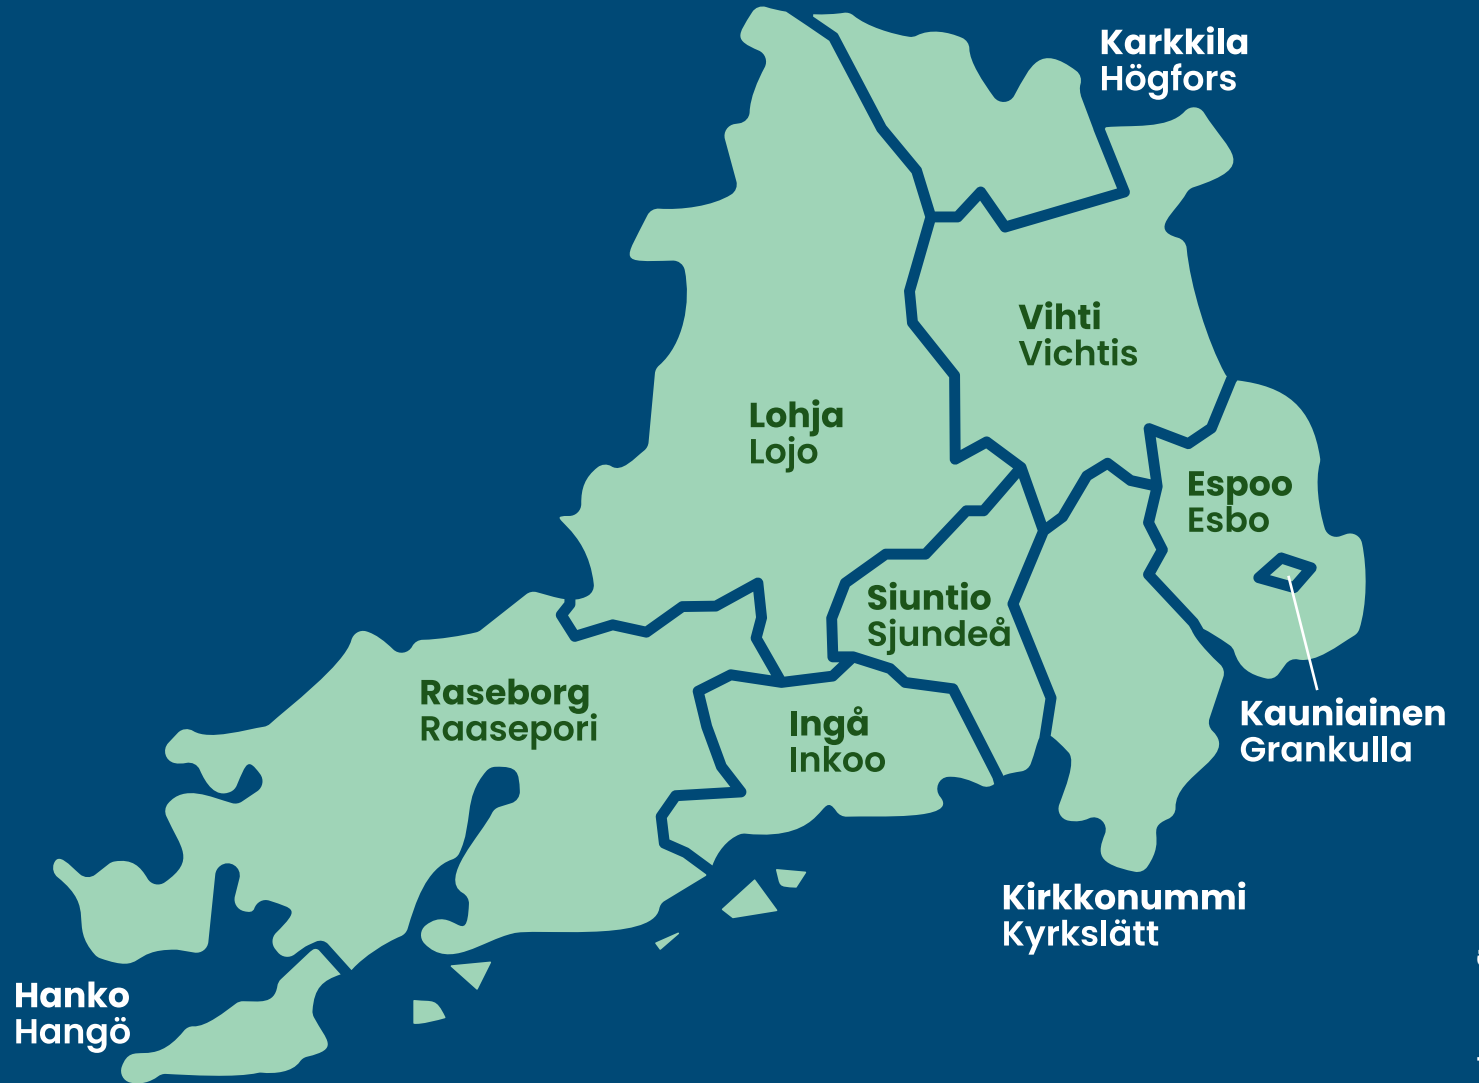 Karkkila
Högfors
Vihti
Vichtis
Lohja
Lojo
Espoo
Esbo
Siuntio
Sjundeå
Raseborg
Raasepori
Ingå
Inkoo
Kauniainen
Grankulla
Kirkkonummi
Kyrkslätt
Hanko
Hangö